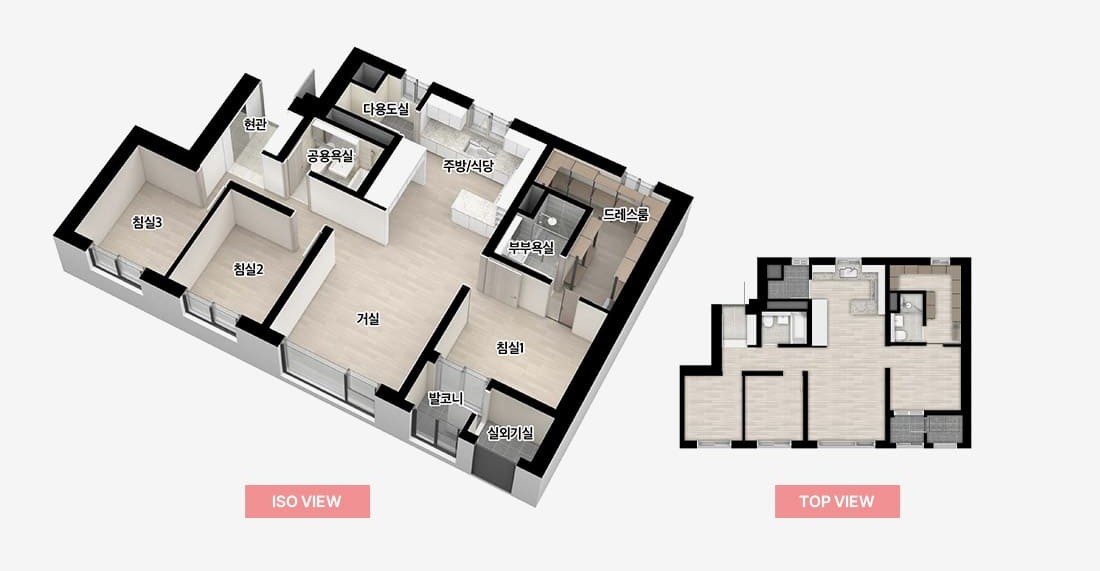 다용도실
현관
공용욕실
주방/식당
드레스룸
침실3
부부욕실
침실2
거실
침실1
발코니
실외기실
ISO VIEW
TOP VIEW